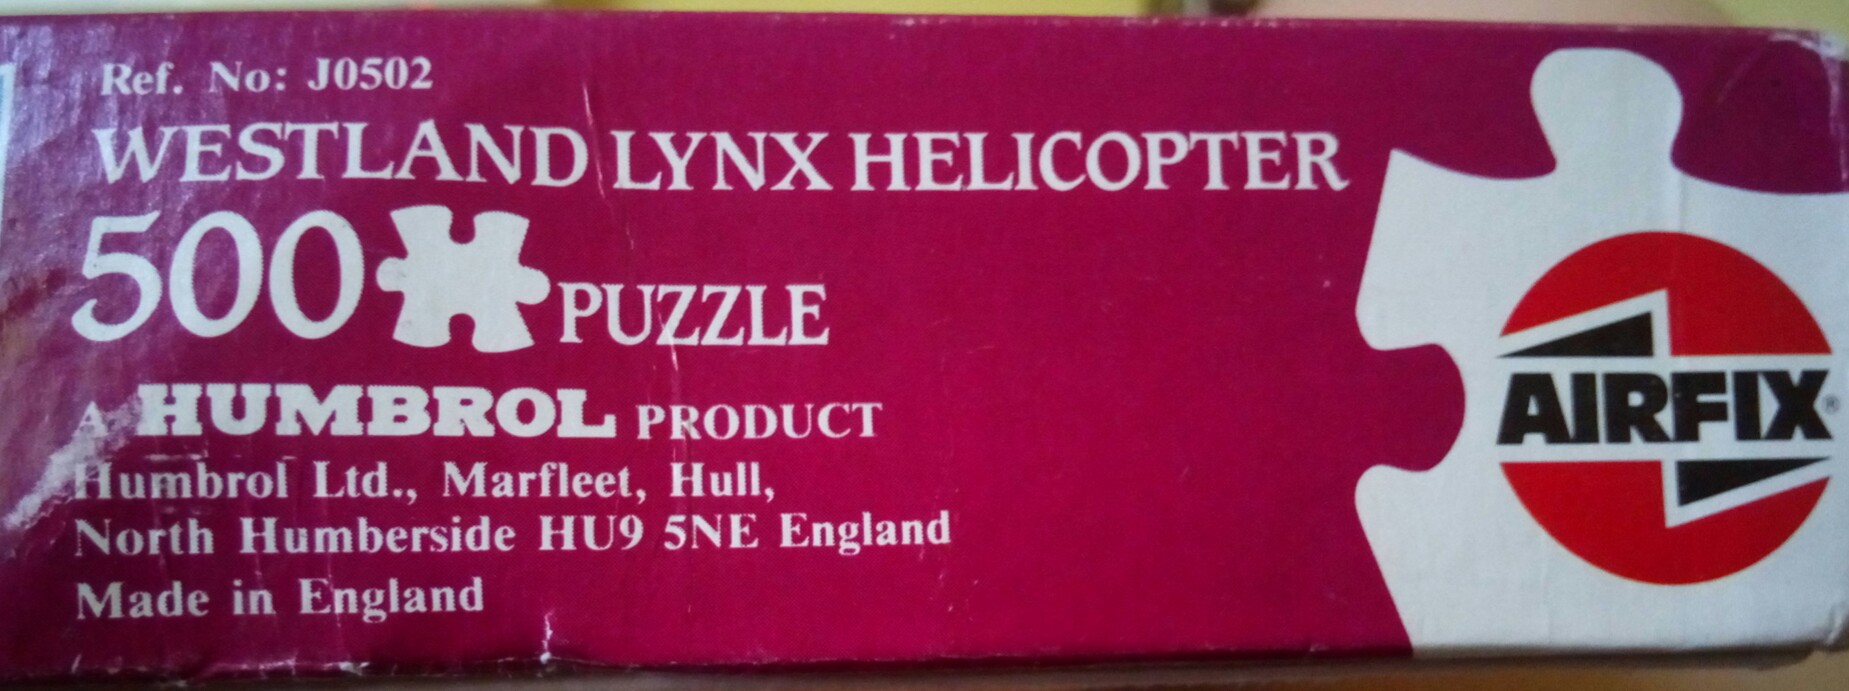 Ref. No: J0502
WESTLAND LYNX HELICOPTER
500 PUZZLE
A HUMBROL PRODUCT
Humbrol Ltd., Marfleet, Hull,
North Humberside HU9 5NE England
Made in England
AIRFIX®